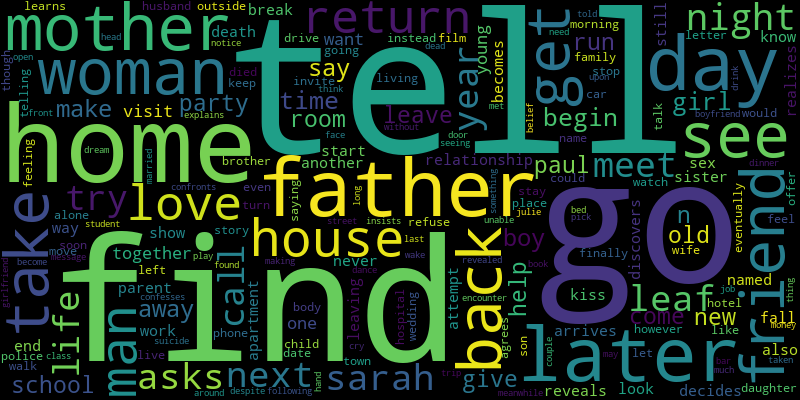 learns husband outside break death drive instead film told morning
mother return want going dead need letter know night
head notice invite keep say young becomes run family stop upon car day
though open died living think year get belief drink realizes
telling woman party time tell girl
front explains make visit room leave met begin name talk boyfriend would
home dream brother start face without door seeing see
feeling married confronts another relationship paul meet sex sister offer
try love even saying father long stay could watch dinner
student alone turn street insists refuse something place julie bed pick go friend feel
take way show story house last unable boy n old eventually
soon move together play found never making dance wake back revealed book finally discovers wife
become left call apartment find body hospital wedding attempt help kiss leaf named thing
girlfriend message life parent confesses away leaving encounter come hotel job new fall money
end man work phone one child date town agrees son arrives however like also
police class live suicide next sarah give later may let bar taken
walk school asks around despite following hand trip meanwhile couple reveals look much decides daughter